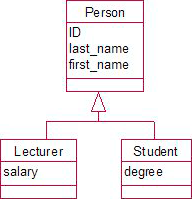 Person
ID
last_name
first_name
Lecturer
salary
Student
degree